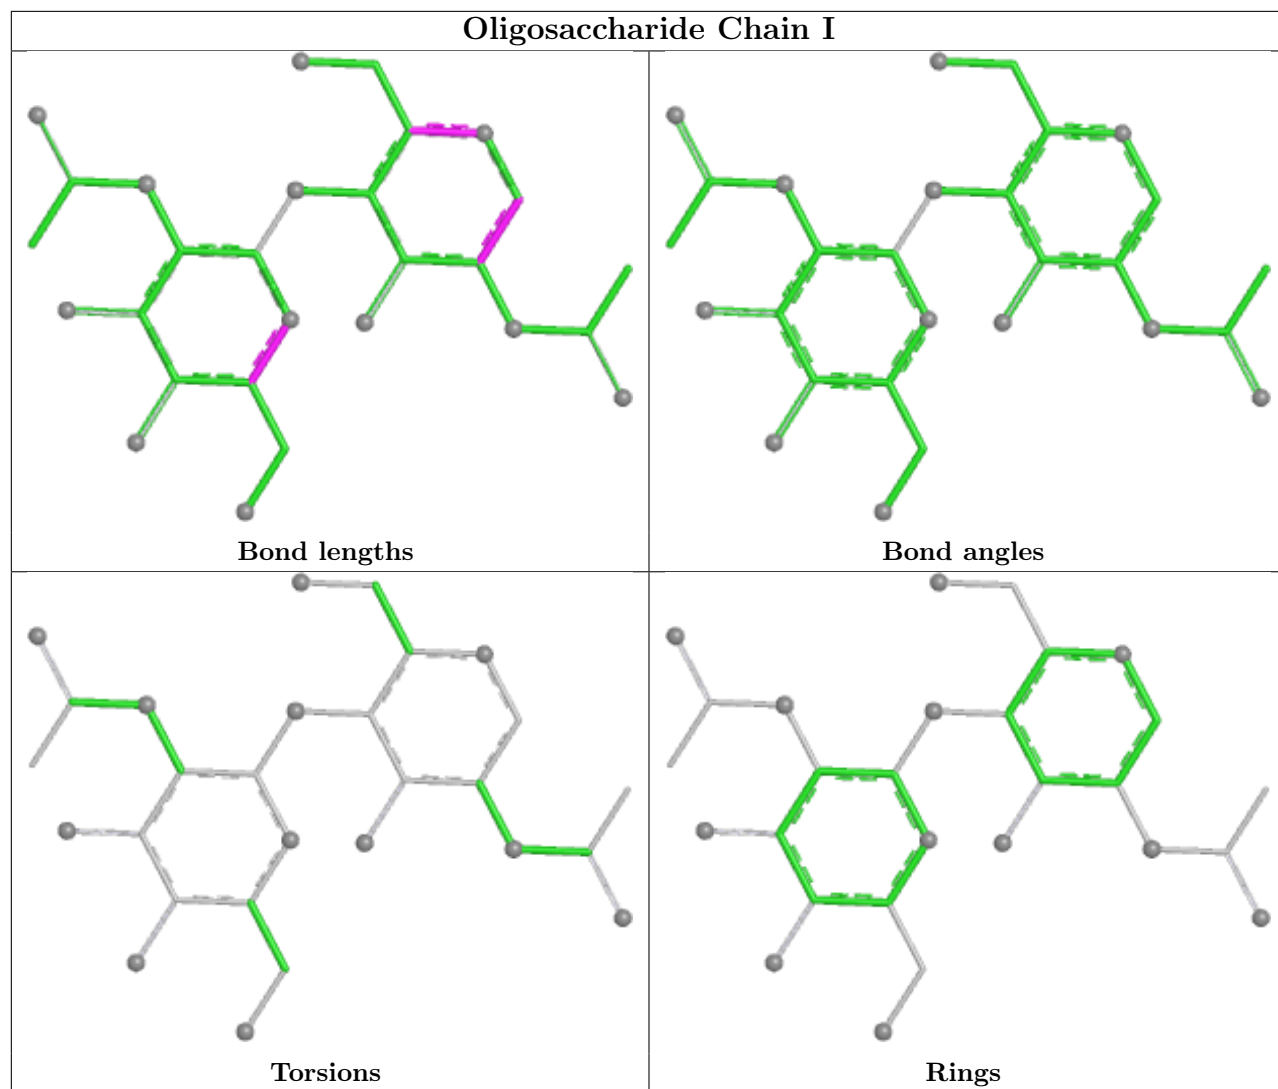 Oligosaccharide Chain I
Bond lengths
Bond angles
Torsions
Rings